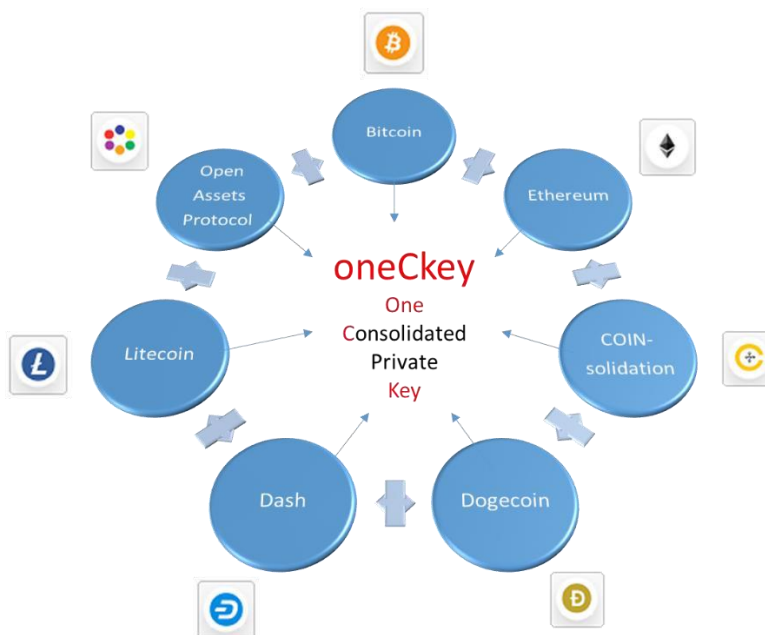 Bitcoin
Open
Assets
Protocol
Ethereum
oneCkey
One
Consolidated
Private
Key
Litecoin
COIN-
solidation
Dash
Dogecoin